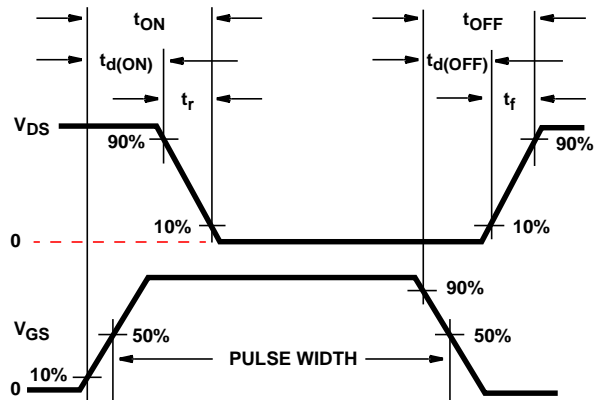 tON tOFF
td(ON) td(OFF)
tr tf
VDS
90% 90%
10% 10%
0
90%
VGS 50% 50%
PULSE WIDTH
10%
0